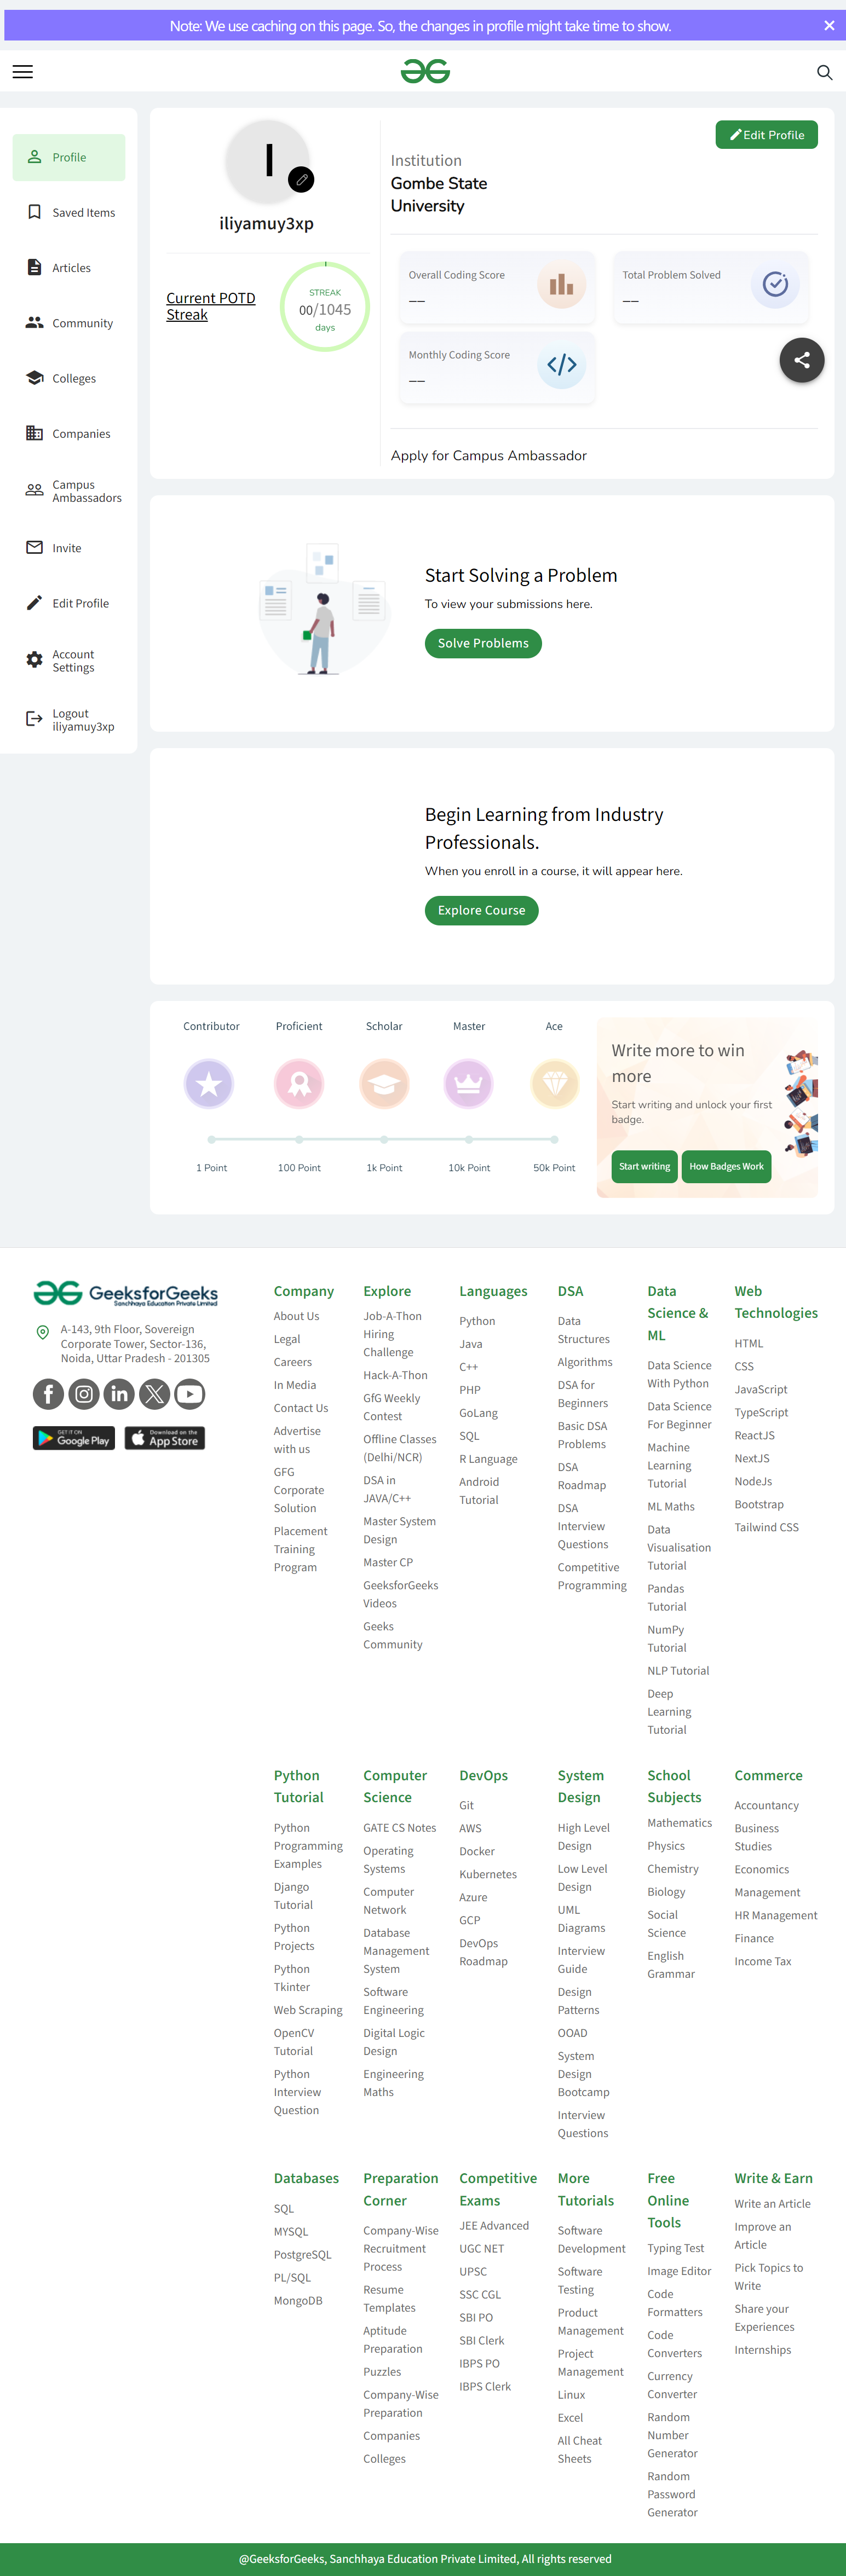 Note: We use caching on this page. So, the changes in profile might take time to show.
Profile
Saved Items
Articles
Community
Colleges
Companies
Campus
Ambassadors
Invite
Edit Profile
Account
Settings
Logout
iliyamuy3xp
I
iliyamuy3xp
Current POTD
Streak
STREAK
00/1045
days
Edit Profile
Institution
Gombe State
University
Overall Coding Score
__
Total Problem Solved
__
Monthly Coding Score
__
Apply for Campus Ambassador
Start Solving a Problem
To view your submissions here.
Solve Problems
Begin Learning from Industry
Professionals.
When you enroll in a course, it will appear here.
Explore Course
Contributor
Proficient
Scholar
Master
Ace
1 Point
100 Point
1k Point
10k Point
50k Point
Write more to win
more
Start writing and unlock your first
badge.
Start writing
How Badges Work
GeeksforGeeks
Sanchhaya Education Private Limited
A-143, 9th Floor, Sovereign
Corporate Tower, Sector-136,
Noida, Uttar Pradesh - 201305
GET IT ON
Google Play
Download on the
App Store
Company
About Us
Legal
Careers
In Media
Contact Us
Advertise
with us
GFG
Corporate
Solution
Placement
Training
Program
Explore
Job-A-Thon
Hiring
Challenge
Hack-A-Thon
GfG Weekly
Contest
Offline Classes
(Delhi/NCR)
DSA in
JAVA/C++
Master System
Design
Master CP
GeeksforGeeks
Videos
Geeks
Community
Languages
Python
Java
C++
PHP
GoLang
SQL
R Language
Android
Tutorial
DSA
Data
Structures
Algorithms
DSA for
Beginners
Basic DSA
Problems
DSA
Roadmap
DSA
Interview
Questions
Competitive
Programming
Data
Science &
ML
Data Science
With Python
Data Science
For Beginner
Machine
Learning
Tutorial
ML Maths
Data
Visualisation
Tutorial
Pandas
Tutorial
NumPy
Tutorial
NLP Tutorial
Deep
Learning
Tutorial
Web
Technologies
HTML
CSS
JavaScript
TypeScript
ReactJS
NextJS
NodeJs
Bootstrap
Tailwind CSS
Python
Tutorial
Python
Programming
Examples
Django
Tutorial
Python
Projects
Python
Tkinter
Web Scraping
OpenCV
Tutorial
Python
Interview
Question
Computer
Science
GATE CS Notes
Operating
Systems
Computer
Network
Database
Management
System
Software
Engineering
Digital Logic
Design
Engineering
Maths
DevOps
Git
AWS
Docker
Kubernetes
Azure
GCP
DevOps
Roadmap
System
Design
High Level
Design
Low Level
Design
UML
Diagrams
Interview
Guide
Design
Patterns
OOAD
System
Design
Bootcamp
Interview
Questions
School
Subjects
Mathematics
Physics
Chemistry
Biology
Social
Science
English
Grammar
Commerce
Accountancy
Business
Studies
Economics
Management
HR Management
Finance
Income Tax
Databases
SQL
MYSQL
PostgreSQL
PL/SQL
MongoDB
Preparation
Corner
Company-Wise
Recruitment
Process
Resume
Templates
Aptitude
Preparation
Puzzles
Company-Wise
Preparation
Companies
Colleges
Competitive
Exams
JEE Advanced
UGC NET
UPSC
SSC CGL
SBI PO
SBI Clerk
IBPS PO
IBPS Clerk
More
Tutorials
Software
Development
Software
Testing
Product
Management
Project
Management
Linux
Excel
All Cheat
Sheets
Free
Online
Tools
Typing Test
Image Editor
Code
Formatters
Code
Converters
Currency
Converter
Random
Number
Generator
Random
Password
Generator
Write & Earn
Write an Article
Improve an
Article
Pick Topics to
Write
Share your
Experiences
Internships
@GeeksforGeeks, Sanchhaya Education Private Limited, All rights reserved